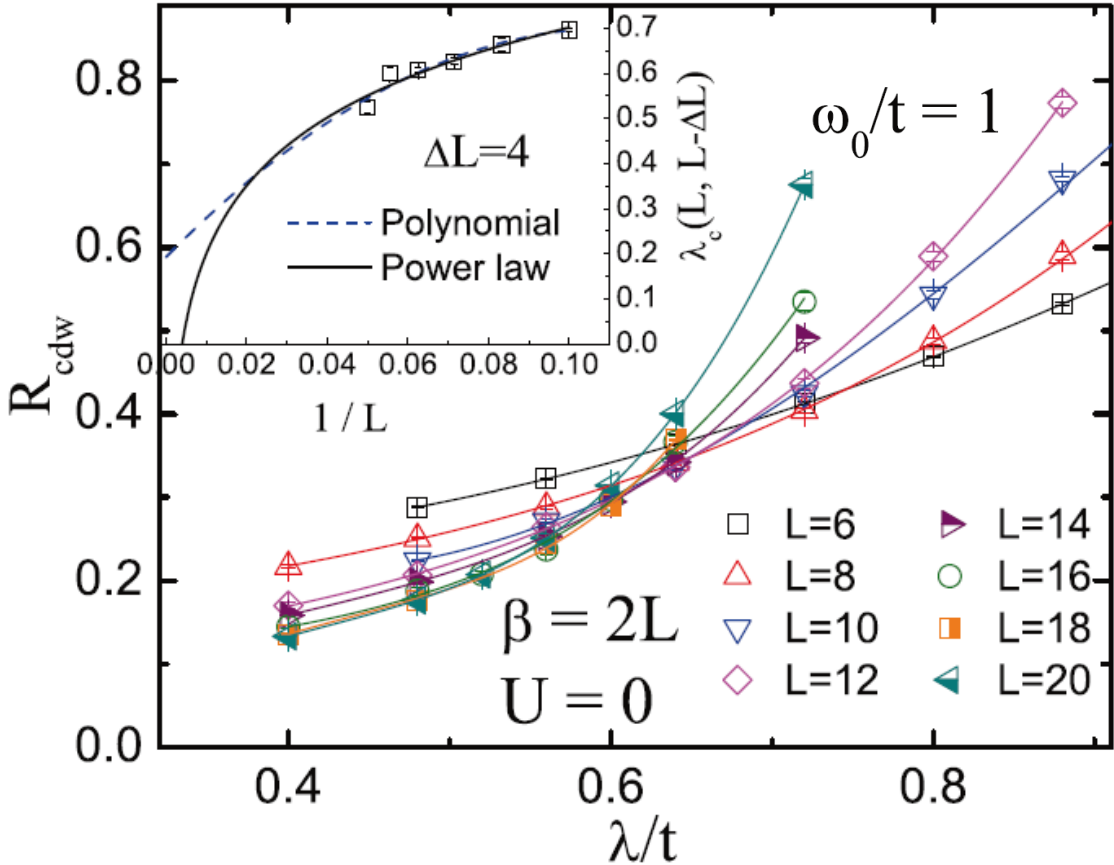 0.8
0.6
0.4
0.2
0.0
R_cdw
0.4
0.6
0.8
λ/t
ω_0/t = 1
β = 2L
U = 0
L=6
L=8
L=10
L=12
L=14
L=16
L=18
L=20
ΔL=4
Polynomial
Power law
0.00
0.02
0.04
0.06
0.08
0.10
1 / L
0.7
0.6
0.5
0.4
0.3
0.2
0.1
0.0
λ_c(L, L-ΔL)